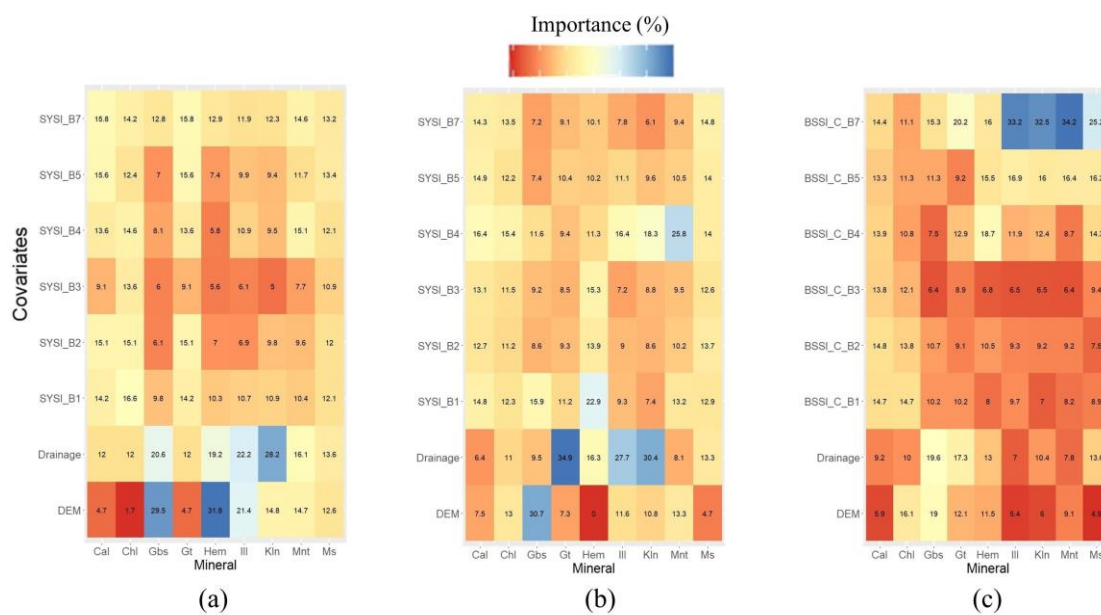 Importance (%)
Covariates
SYSI_B7 15.8 14.2 12.8 15.8 12.9 11.9 12.3 14.6 13.2
SYSI_B5 15.6 12.4 7 15.6 7.4 9.9 9.4 11.7 13.4
SYSI_B4 13.6 14.6 8.1 13.6 5.8 10.9 9.5 15.1 12.1
SYSI_B3 9.1 13.6 6 9.1 5.6 6.1 5 7.7 10.9
SYSI_B2 15.1 15.1 6.1 15.1 7 6.9 9.8 9.6 12
SYSI_B1 14.2 16.6 9.8 14.2 10.3 10.7 10.9 10.4 12.1
Drainage 12 12 20.6 12 19.2 22.2 28.2 16.1 13.6
DEM 4.7 1.7 29.5 4.7 31.8 21.4 14.8 14.7 12.6
Cal Chl Gbs Gt Hem Ill Kln Mnt Ms
Mineral
(a)
SYSI_B7 14.3 13.5 7.2 9.1 10.1 7.8 6.1 9.4 14.8
SYSI_B5 14.9 12.2 7.4 10.4 10.2 11.1 9.6 10.5 14
SYSI_B4 16.4 15.4 11.6 9.4 11.3 16.4 18.3 25.8 14
SYSI_B3 13.1 11.5 9.2 8.5 15.3 7.2 8.8 9.5 12.6
SYSI_B2 12.7 11.2 8.6 9.3 13.9 9 8.6 10.2 13.7
SYSI_B1 14.8 12.3 15.9 11.2 22.9 9.3 7.4 13.2 12.9
Drainage 6.4 11 9.5 34.9 16.3 27.7 30.4 8.1 13.3
DEM 7.5 13 30.7 7.3 0 11.6 10.8 13.3 4.7
Cal Chl Gbs Gt Hem Ill Kln Mnt Ms
Mineral
(b)
BSSI_C_B7 14.4 11.1 15.3 20.2 16 33.2 32.5 34.2
BSSI_C_B5 13.3 11.3 11.3 9.2 15.5 16.9 16 16.4
BSSI_C_B4 13.9 10.8 7.5 12.9 18.7 11.9 12.4 8.7
BSSI_C_B3 13.8 12.1 6.4 8.9 6.8 6.5 6.5 6.4 9.4
BSSI_C_B2 14.8 13.8 10.7 9.1 10.5 9.3 9.2 9.2
BSSI_C_B1 14.7 14.7 10.2 10.2 8 9.7 7 8.2 8.9
Drainage 9.2 10 19.6 17.3 13 7 10.4 7.8
DEM 5.9 16.1 19 12.1 11.5 5.4 6 9.1
Cal Chl Gbs Gt Hem Ill Kln Mnt Ms
Mineral
(c)